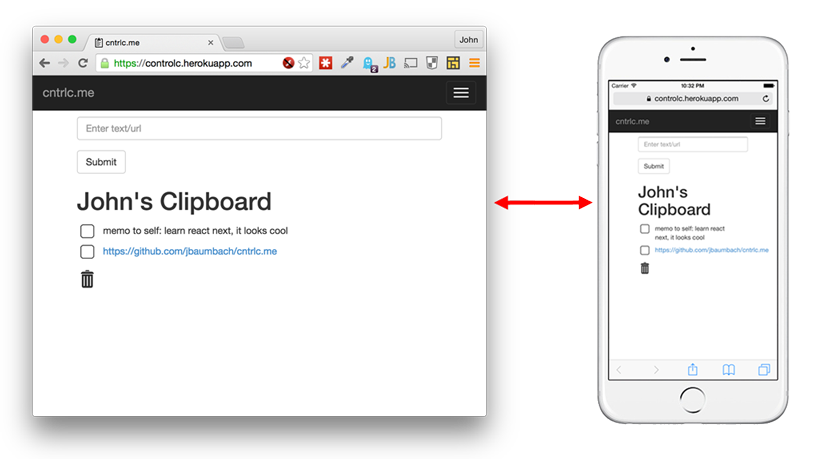 cntrlc.me
John
https://controlc.herokuapp.com
JB
2
cntrlc.me
Enter text/url
Submit
John's Clipboard
memo to self: learn react next, it looks cool
https://github.com/jbaumbach/cntrlc.me
Carrier
10:32 PM
controlc.herokuapp.com
cntrlc.me
Enter text/url
Submit
John's
Clipboard
memo to self: learn react
next, it looks cool
https://github.com/jbaumbach/cntrlc.me